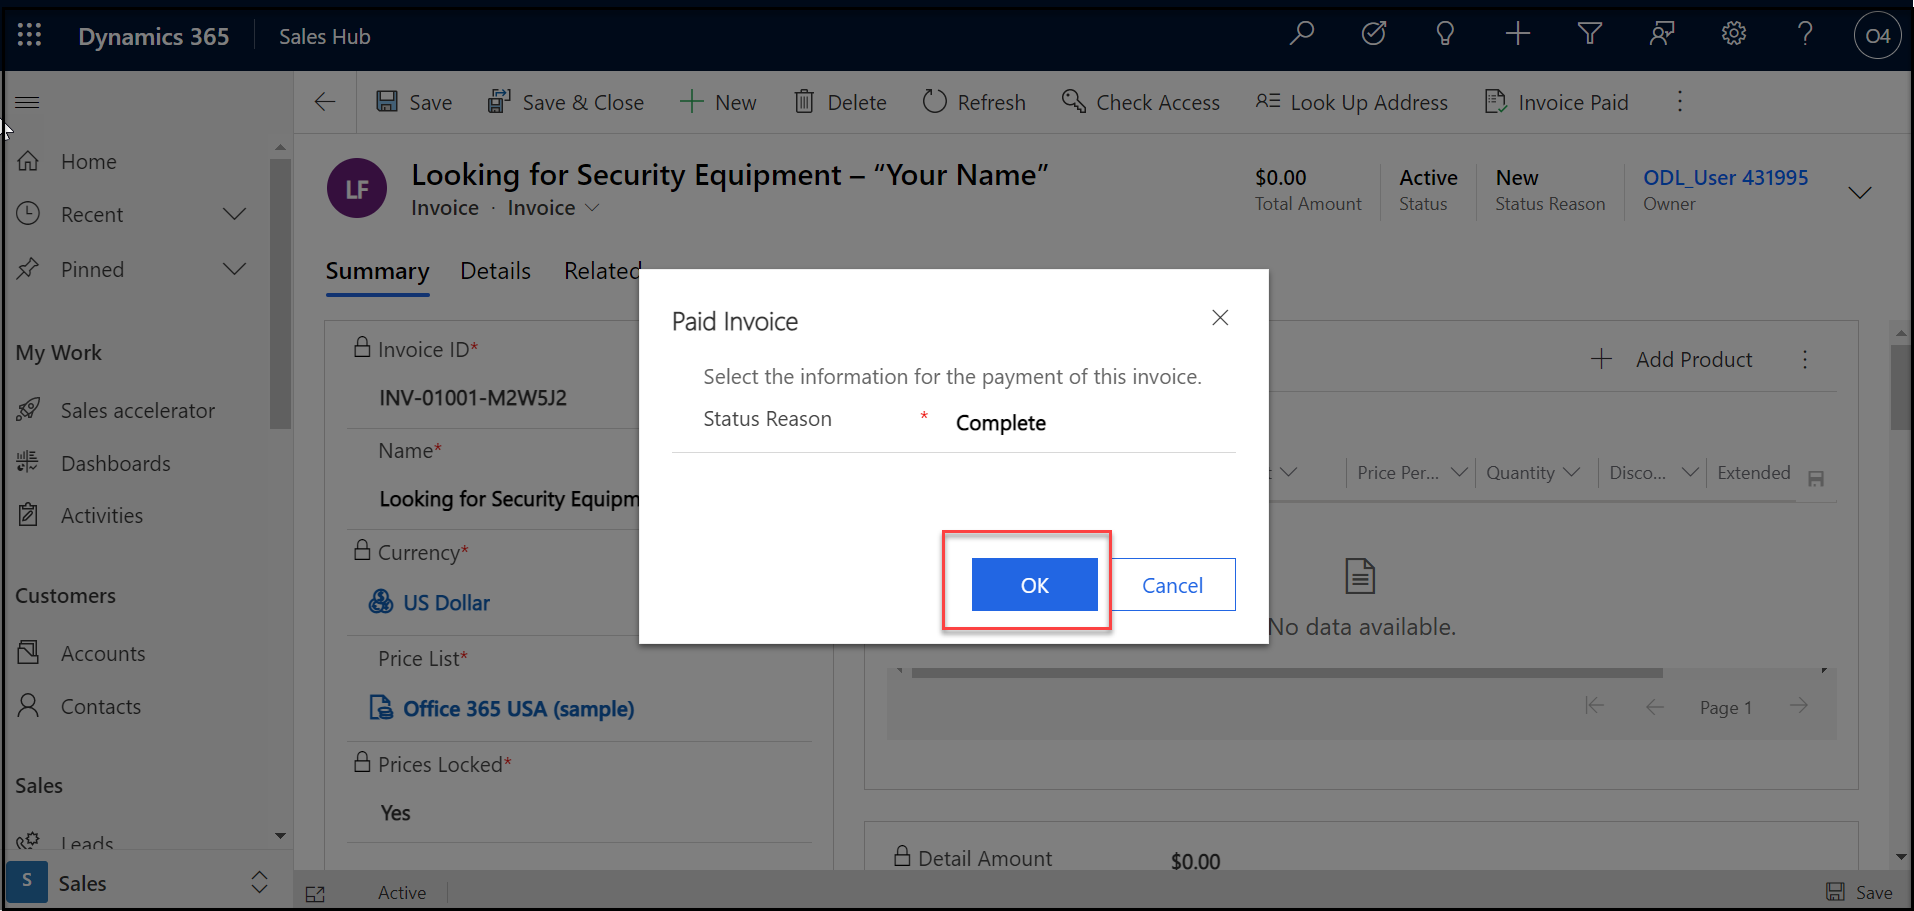 Dynamics 365
Sales Hub
O4
Save
Save & Close
New
Delete
Refresh
Check Access
Look Up Address
Invoice Paid
Home
Recent
Pinned
My Work
Sales accelerator
Dashboards
Activities
Customers
Accounts
Contacts
Sales
Leads
S
Sales
LF
Looking for Security Equipment – “Your Name”
Invoice · Invoice
$0.00
Total Amount
Active
Status
New
Status Reason
ODL_User 431995
Owner
Summary
Details
Related
Invoice ID*
INV-01001-M2W5J2
Name*
Looking for Security Equipm
Currency*
US Dollar
Price List*
Office 365 USA (sample)
Prices Locked*
Yes
Paid Invoice
Select the information for the payment of this invoice.
Status Reason * Complete
OK
Cancel
Add Product
Price Per...
Quantity
Disco...
Extended
No data available.
Page 1
Detail Amount
$0.00
Active
Save